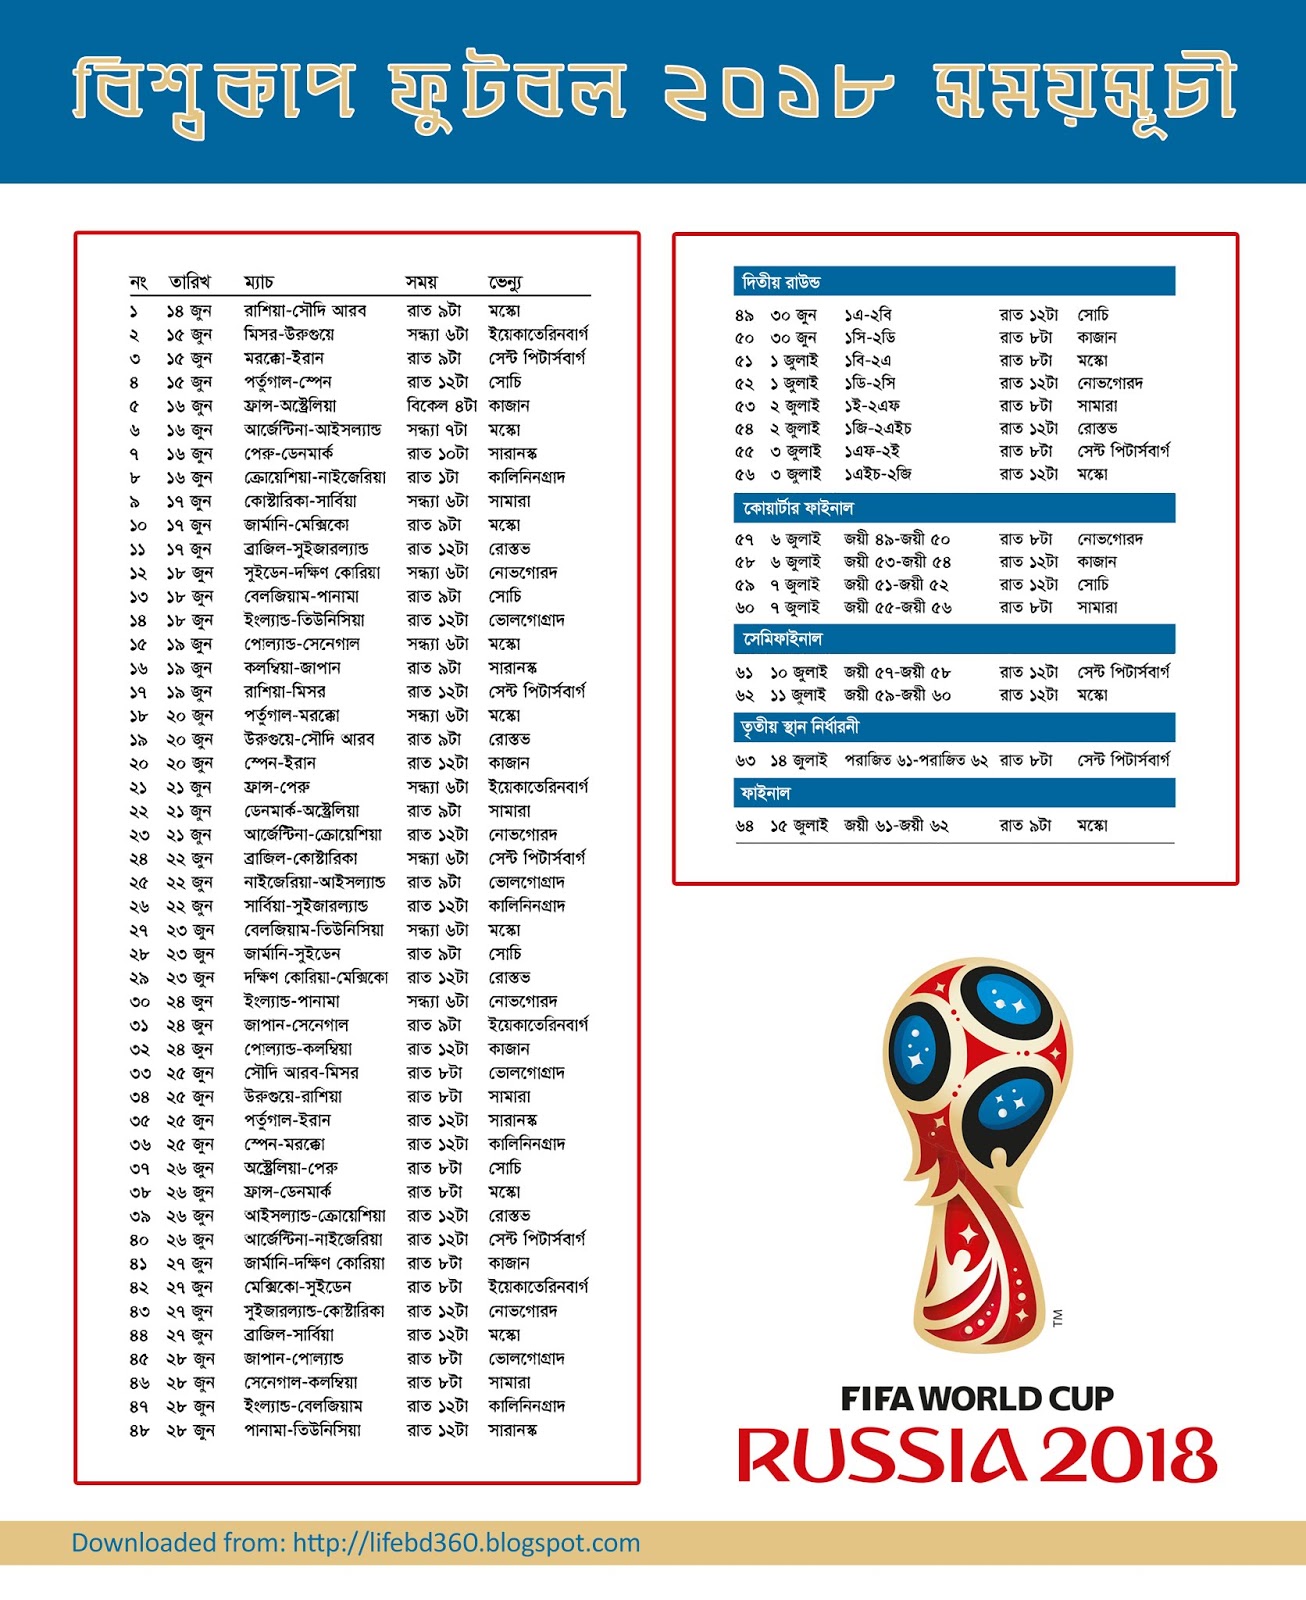 বিশ্বকাপ ফুটবল ২০১৮ সময়সূচী
নং তারিখ ম্যাচ সময় ভেন্যু
১ ১৪ জুন রাশিয়া-সৌদি আরব রাত ৯টা মস্কো
২ ১৫ জুন মিসর-উরুগুয়ে সন্ধ্যা ৬টা ইয়েকাতেরিনবার্গ
৩ ১৫ জুন মরক্কো-ইরান রাত ৯টা সেন্ট পিটার্সবার্গ
৪ ১৫ জুন পর্তুগাল-স্পেন রাত ১২টা সোচি
৫ ১৬ জুন ফ্রান্স-অস্ট্রেলিয়া বিকেল ৪টা কাজান
৬ ১৬ জুন আর্জেন্টিনা-আইসল্যান্ড সন্ধ্যা ৭টা মস্কো
৭ ১৬ জুন পেরু-ডেনমার্ক রাত ১০টা সারানস্ক
৮ ১৬ জুন ক্রোয়েশিয়া-নাইজেরিয়া রাত ১টা কালিনিনগ্রাদ
৯ ১৭ জুন কোস্টারিকা-সার্বিয়া সন্ধ্যা ৬টা সামারা
১০ ১৭ জুন জার্মানি-মেক্সিকো রাত ৯টা মস্কো
১১ ১৭ জুন ব্রাজিল-সুইজারল্যান্ড রাত ১২টা রোস্তভ
১২ ১৮ জুন সুইডেন-দক্ষিণ কোরিয়া সন্ধ্যা ৬টা নোভগোরদ
১৩ ১৮ জুন বেলজিয়াম-পানামা রাত ৯টা সোচি
১৪ ১৮ জুন ইংল্যান্ড-তিউনিসিয়া রাত ১২টা ভোলগোগ্রাদ
১৫ ১৯ জুন পোল্যান্ড-সেনেগাল সন্ধ্যা ৬টা মস্কো
১৬ ১৯ জুন কলম্বিয়া-জাপান রাত ৯টা সারানস্ক
১৭ ১৯ জুন রাশিয়া-মিসর রাত ১২টা সেন্ট পিটার্সবার্গ
১৮ ২০ জুন পর্তুগাল-মরক্কো সন্ধ্যা ৬টা মস্কো
১৯ ২০ জুন উরুগুয়ে-সৌদি আরব রাত ৯টা রোস্তভ
২০ ২০ জুন স্পেন-ইরান রাত ১২টা কাজান
২১ ২১ জুন ফ্রান্স-পেরু সন্ধ্যা ৬টা ইয়েকাতেরিনবার্গ
২২ ২১ জুন ডেনমার্ক-অস্ট্রেলিয়া রাত ৯টা সামারা
২৩ ২১ জুন আর্জেন্টিনা-ক্রোয়েশিয়া রাত ১২টা নোভগোরদ
২৪ ২২ জুন ব্রাজিল-কোস্টারিকা সন্ধ্যা ৬টা সেন্ট পিটার্সবার্গ
২৫ ২২ জুন নাইজেরিয়া-আইসল্যান্ড রাত ৯টা ভোলগোগ্রাদ
২৬ ২২ জুন সার্বিয়া-সুইজারল্যান্ড রাত ১২টা কালিনিনগ্রাদ
২৭ ২৩ জুন বেলজিয়াম-তিউনিসিয়া সন্ধ্যা ৬টা মস্কো
২৮ ২৩ জুন জার্মানি-সুইডেন রাত ৯টা সোচি
২৯ ২৩ জুন দক্ষিণ কোরিয়া-মেক্সিকো রাত ১২টা রোস্তভ
৩০ ২৪ জুন ইংল্যান্ড-পানামা সন্ধ্যা ৬টা নোভগোরদ
৩১ ২৪ জুন জাপান-সেনেগাল রাত ৯টা ইয়েকাতেরিনবার্গ
৩২ ২৪ জুন পোল্যান্ড-কলম্বিয়া রাত ১২টা কাজান
৩৩ ২৫ জুন সৌদি আরব-মিসর রাত ৮টা ভোলগোগ্রাদ
৩৪ ২৫ জুন উরুগুয়ে-রাশিয়া রাত ৮টা সামারা
৩৫ ২৫ জুন পর্তুগাল-ইরান রাত ১২টা সারানস্ক
৩৬ ২৫ জুন স্পেন-মরক্কো রাত ১২টা কালিনিনগ্রাদ
৩৭ ২৬ জুন অস্ট্রেলিয়া-পেরু রাত ৮টা সোচি
৩৮ ২৬ জুন ফ্রান্স-ডেনমার্ক রাত ৮টা মস্কো
৩৯ ২৬ জুন আইসল্যান্ড-ক্রোয়েশিয়া রাত ১২টা রোস্তভ
৪০ ২৬ জুন আর্জেন্টিনা-নাইজেরিয়া রাত ১২টা সেন্ট পিটার্সবার্গ
৪১ ২৭ জুন জার্মানি-দক্ষিণ কোরিয়া রাত ৮টা কাজান
৪২ ২৭ জুন মেক্সিকো-সুইডেন রাত ৮টা ইয়েকাতেরিনবার্গ
৪৩ ২৭ জুন সুইজারল্যান্ড-কোস্টারিকা রাত ১২টা নোভগোরদ
৪৪ ২৭ জুন ব্রাজিল-সার্বিয়া রাত ১২টা মস্কো
৪৫ ২৮ জুন জাপান-পোল্যান্ড রাত ৮টা ভোলগোগ্রাদ
৪৬ ২৮ জুন সেনেগাল-কলম্বিয়া রাত ৮টা সামারা
৪৭ ২৮ জুন ইংল্যান্ড-বেলজিয়াম রাত ১২টা কালিনিনগ্রাদ
৪৮ ২৮ জুন পানামা-তিউনিসিয়া রাত ১২টা সারানস্ক
দিতীয় রাউন্ড
৪৯ ৩০ জুন ১এ-২বি রাত ১২টা সোচি
৫০ ৩০ জুন ১সি-২ডি রাত ৮টা কাজান
৫১ ১ জুলাই ১বি-২এ রাত ৮টা মস্কো
৫২ ১ জুলাই ১ডি-২সি রাত ১২টা নোভগোরদ
৫৩ ২ জুলাই ১ই-২এফ রাত ৮টা সামারা
৫৪ ২ জুলাই ১জি-২এইচ রাত ১২টা রোস্তভ
৫৫ ৩ জুলাই ১এফ-২ই রাত ৮টা সেন্ট পিটার্সবার্গ
৫৬ ৩ জুলাই ১এইচ-২জি রাত ১২টা মস্কো
কোয়ার্টার ফাইনাল
৫৭ ৬ জুলাই জয়ী ৪৯-জয়ী ৫০ রাত ৮টা নোভগোরদ
৫৮ ৬ জুলাই জয়ী ৫৩-জয়ী ৫৪ রাত ১২টা কাজান
৫৯ ৭ জুলাই জয়ী ৫১-জয়ী ৫২ রাত ১২টা সোচি
৬০ ৭ জুলাই জয়ী ৫৫-জয়ী ৫৬ রাত ৮টা সামারা
সেমিফাইনাল
৬১ ১০ জুলাই জয়ী ৫৭-জয়ী ৫৮ রাত ১২টা সেন্ট পিটার্সবার্গ
৬২ ১১ জুলাই জয়ী ৫৯-জয়ী ৬০ রাত ১২টা মস্কো
তৃতীয় স্থান নির্ধারনী
৬৩ ১৪ জুলাই পরাজিত ৬১-পরাজিত ৬২ রাত ৮টা সেন্ট পিটার্সবার্গ
ফাইনাল
৬৪ ১৫ জুলাই জয়ী ৬১-জয়ী ৬২ রাত ৯টা মস্কো
TM
FIFA WORLD CUP
RUSSIA 2018
Downloaded from: http://lifebd360.blogspot.com